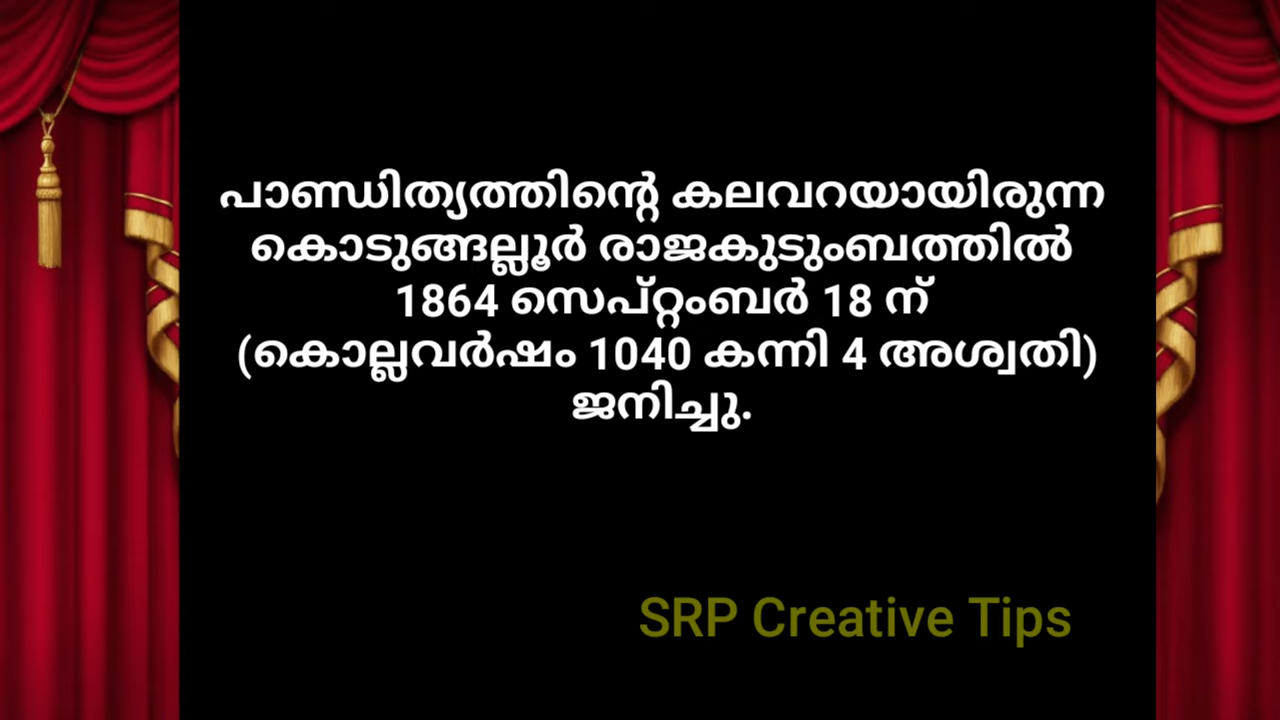 പാണ്ഡിത്യത്തിന്റെ കലവറയായിരുന്ന
കൊടുങ്ങല്ലൂർ രാജകുടുംബത്തിൽ
1864 സെപ്റ്റംബർ 18 ന്
(കൊല്ലവർഷം 1040 കന്നി 4 അശ്വതി)
ജനിച്ചു.
SRP Creative Tips